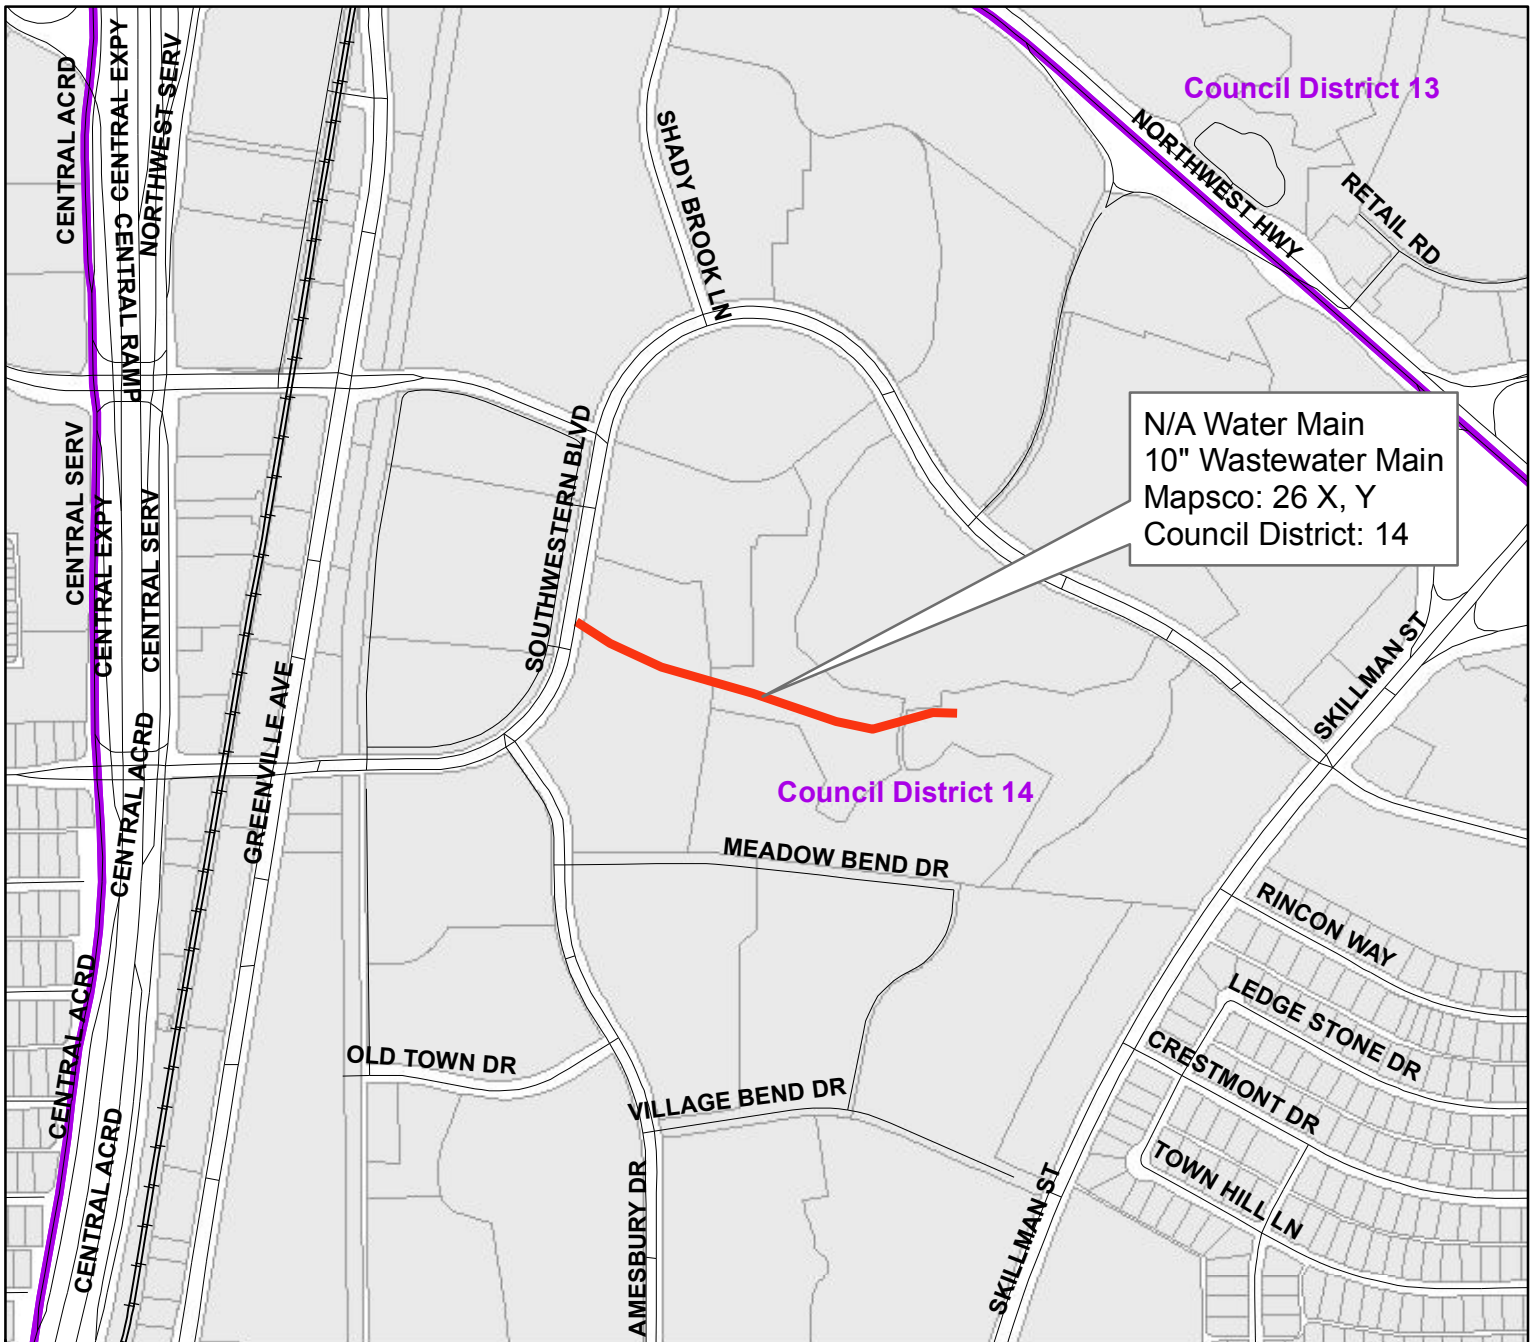 CENTRAL ACRD
CENTRAL EXPY
CENTRAL EXPY
NORTHWEST SERV
CENTRAL RAMP
SHADY BROOK LN
Council District 13
NORTHWEST HWY
RETAIL RD
N/A Water Main
10" Wastewater Main
Mapsco: 26 X, Y
Council District: 14
CENTRAL SERV
CENTRAL SERV
SOUTHWESTERN BLVD
GREENVILLE AVE
SKILLMAN ST
CENTRAL ACRD
Council District 14
MEADOW BEND DR
RINCON WAY
LEDGE STONE DR
CRESTMONT DR
TOWN HILL LN
CENTRAL ACRD
OLD TOWN DR
VILLAGE BEND DR
CENTRAL ACRD
AMESBURY DR
SKILLMAN ST